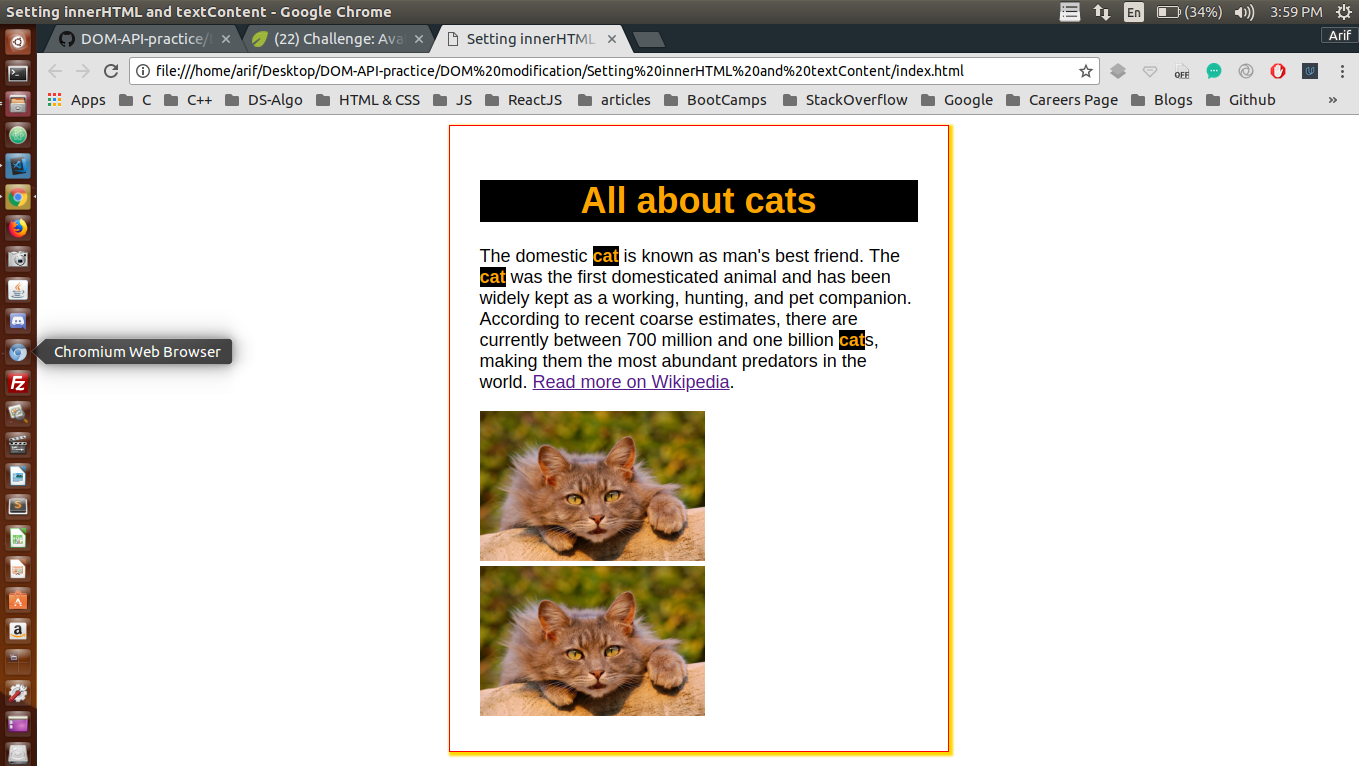 Setting innerHTML and textContent - Google Chrome
En (34%) 3:59 PM
DOM-API-practice/ (22) Challenge: Ava Setting innerHTML Arif
file:///home/arif/Desktop/DOM-API-practice/DOM%20modification/Setting%20innerHTML%20and%20textContent/index.html OFF
Apps C C++ DS-Algo HTML & CSS JS ReactJS articles BootCamps StackOverflow Google Careers Page Blogs Github »
All about cats
The domestic cat is known as man's best friend. The
cat was the first domesticated animal and has been
widely kept as a working, hunting, and pet companion.
According to recent coarse estimates, there are
currently between 700 million and one billion cats,
making them the most abundant predators in the
world. Read more on Wikipedia.
Chromium Web Browser